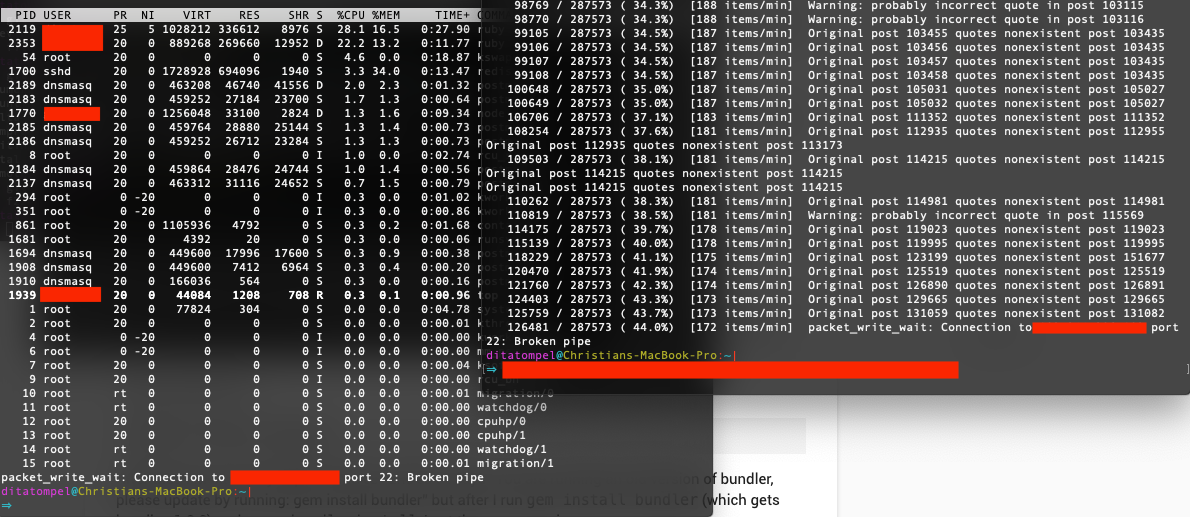 PID USER PR NI VIRT RES SHR S %CPU %MEM TIME+
2119 25 5 1028212 336612 8976 S 28.1 16.5 0:27.90
2353 20 0 889268 269660 12952 D 22.2 13.2 0:11.77
54 root 20 0 0 0 0 S 4.6 0.0 0:18.87
1700 sshd 20 0 1728928 694096 1940 S 3.3 34.0 0:13.47
2189 dnsmasq 20 0 463208 46740 41556 D 2.0 2.3 0:01.32
2183 dnsmasq 20 0 459252 27184 23700 S 1.7 1.3 0:00.64
1770 20 0 1256048 33100 2824 D 1.3 1.6 0:09.34
2185 dnsmasq 20 0 459764 28880 25144 S 1.3 1.4 0:00.73
2186 dnsmasq 20 0 459252 26712 23284 S 1.3 1.3 0:00.73
8 root 20 0 0 0 0 I 1.0 0.0 0:02.74
2184 dnsmasq 20 0 459864 28476 24744 S 1.0 1.4 0:00.56
2137 dnsmasq 20 0 463312 31116 24652 S 0.7 1.5 0:00.79
294 root 0 -20 0 0 0 I 0.3 0.0 0:01.02
351 root 0 -20 0 0 0 I 0.3 0.0 0:00.86
861 root 20 0 1105936 4792 0 S 0.3 0.2 0:01.68
1681 root 20 0 4392 20 0 S 0.3 0.0 0:00.06
1694 dnsmasq 20 0 449600 17996 17600 S 0.3 0.9 0:00.38
1908 dnsmasq 20 0 449600 7412 6964 S 0.3 0.4 0:00.20
1910 dnsmasq 20 0 166036 564 0 S 0.3 0.0 0:00.16
1939 20 0 44084 1208 708 R 0.3 0.1 0:00.96 top
1 root 20 0 77824 304 0 S 0.0 0.0 0:04.78
2 root 20 0 0 0 0 S 0.0 0.0 0:00.01
4 root 0 -20 0 0 0 I 0.0 0.0 0:00.00
6 root 0 -20 0 0 0 I 0.0 0.0 0:00.00
7 root 20 0 0 0 0 S 0.0 0.0 0:00.04
9 root 20 0 0 0 0 I 0.0 0.0 0:00.00
10 root rt 0 0 0 0 S 0.0 0.0 0:00.01 migration/0
11 root rt 0 0 0 0 S 0.0 0.0 0:00.00 watchdog/0
12 root 20 0 0 0 0 S 0.0 0.0 0:00.00 cpuhp/0
13 root 20 0 0 0 0 S 0.0 0.0 0:00.00 cpuhp/1
14 root rt 0 0 0 0 S 0.0 0.0 0:00.00 watchdog/1
15 root rt 0 0 0 0 S 0.0 0.0 0:00.01 migration/1
packet_write_wait: Connection to port 22: Broken pipe
ditatompel@Christians-MacBook-Pro:~|
⇒
98769 / 287573 ( 34.3%) [188 items/min] Warning: probably incorrect quote in post 103115
98770 / 287573 ( 34.3%) [188 items/min] Warning: probably incorrect quote in post 103116
99105 / 287573 ( 34.5%) [187 items/min] Original post 103455 quotes nonexistent post 103435
99106 / 287573 ( 34.5%) [187 items/min] Original post 103456 quotes nonexistent post 103435
99107 / 287573 ( 34.5%) [187 items/min] Original post 103457 quotes nonexistent post 103435
99108 / 287573 ( 34.5%) [187 items/min] Original post 103458 quotes nonexistent post 103435
100648 / 287573 ( 35.0%) [187 items/min] Original post 105031 quotes nonexistent post 105027
100649 / 287573 ( 35.0%) [187 items/min] Original post 105032 quotes nonexistent post 105027
106706 / 287573 ( 37.1%) [183 items/min] Original post 111352 quotes nonexistent post 111352
108254 / 287573 ( 37.6%) [181 items/min] Original post 112935 quotes nonexistent post 112955
Original post 112935 quotes nonexistent post 113173
109503 / 287573 ( 38.1%) [181 items/min] Original post 114215 quotes nonexistent post 114215
Original post 114215 quotes nonexistent post 114215
Original post 114215 quotes nonexistent post 114215
110262 / 287573 ( 38.3%) [181 items/min] Original post 114981 quotes nonexistent post 114981
110819 / 287573 ( 38.5%) [181 items/min] Warning: probably incorrect quote in post 115569
114175 / 287573 ( 39.7%) [178 items/min] Original post 119023 quotes nonexistent post 119023
115139 / 287573 ( 40.0%) [178 items/min] Original post 119995 quotes nonexistent post 119995
118229 / 287573 ( 41.1%) [175 items/min] Original post 123199 quotes nonexistent post 151677
120470 / 287573 ( 41.9%) [174 items/min] Original post 125519 quotes nonexistent post 125519
121760 / 287573 ( 42.3%) [174 items/min] Original post 126890 quotes nonexistent post 126891
124403 / 287573 ( 43.3%) [173 items/min] Original post 129665 quotes nonexistent post 129665
125759 / 287573 ( 43.7%) [173 items/min] Original post 131059 quotes nonexistent post 131082
126481 / 287573 ( 44.0%) [172 items/min] packet_write_wait: Connection to port
22: Broken pipe
ditatompel@Christians-MacBook-Pro:~|
[⇒ ]
on of bundler,
please update by running: gem install bundler" but after I ran gem install bundler (which gets